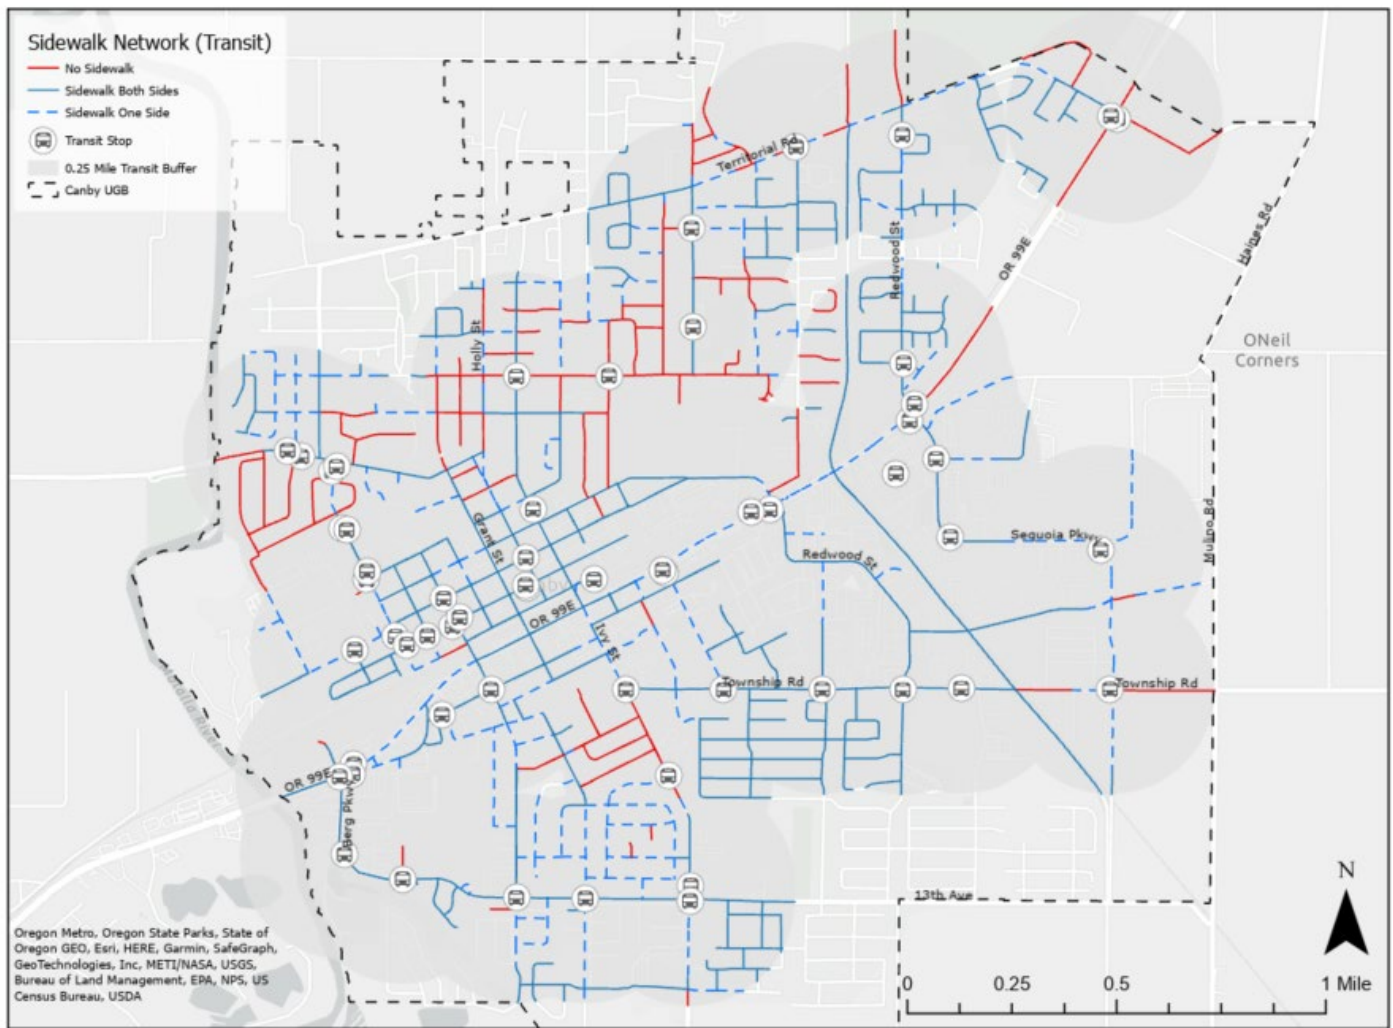 Sidewalk Network (Transit)
No Sidewalk
Sidewalk Both Sides
Sidewalk One Side
Transit Stop
0.25 Mile Transit Buffer
Canby UGB
Territorial Rd
Haines Rd
Redwood St
OR 99E
Holly St
ONeil
Corners
Grant St
Sequoia Pkwy
Mulino Rd
Redwood St
OR 99E
Ivy St
Township Rd
Township Rd
Molalla River
OR 99E
Berg Pkwy
13th Ave
N
Oregon Metro, Oregon State Parks, State of
Oregon GEO, Esri, HERE, Garmin, SafeGraph,
GeoTechnologies, Inc, METI/NASA, USGS,
Bureau of Land Management, EPA, NPS, US
Census Bureau, USDA
0 0.25 0.5 1 Mile